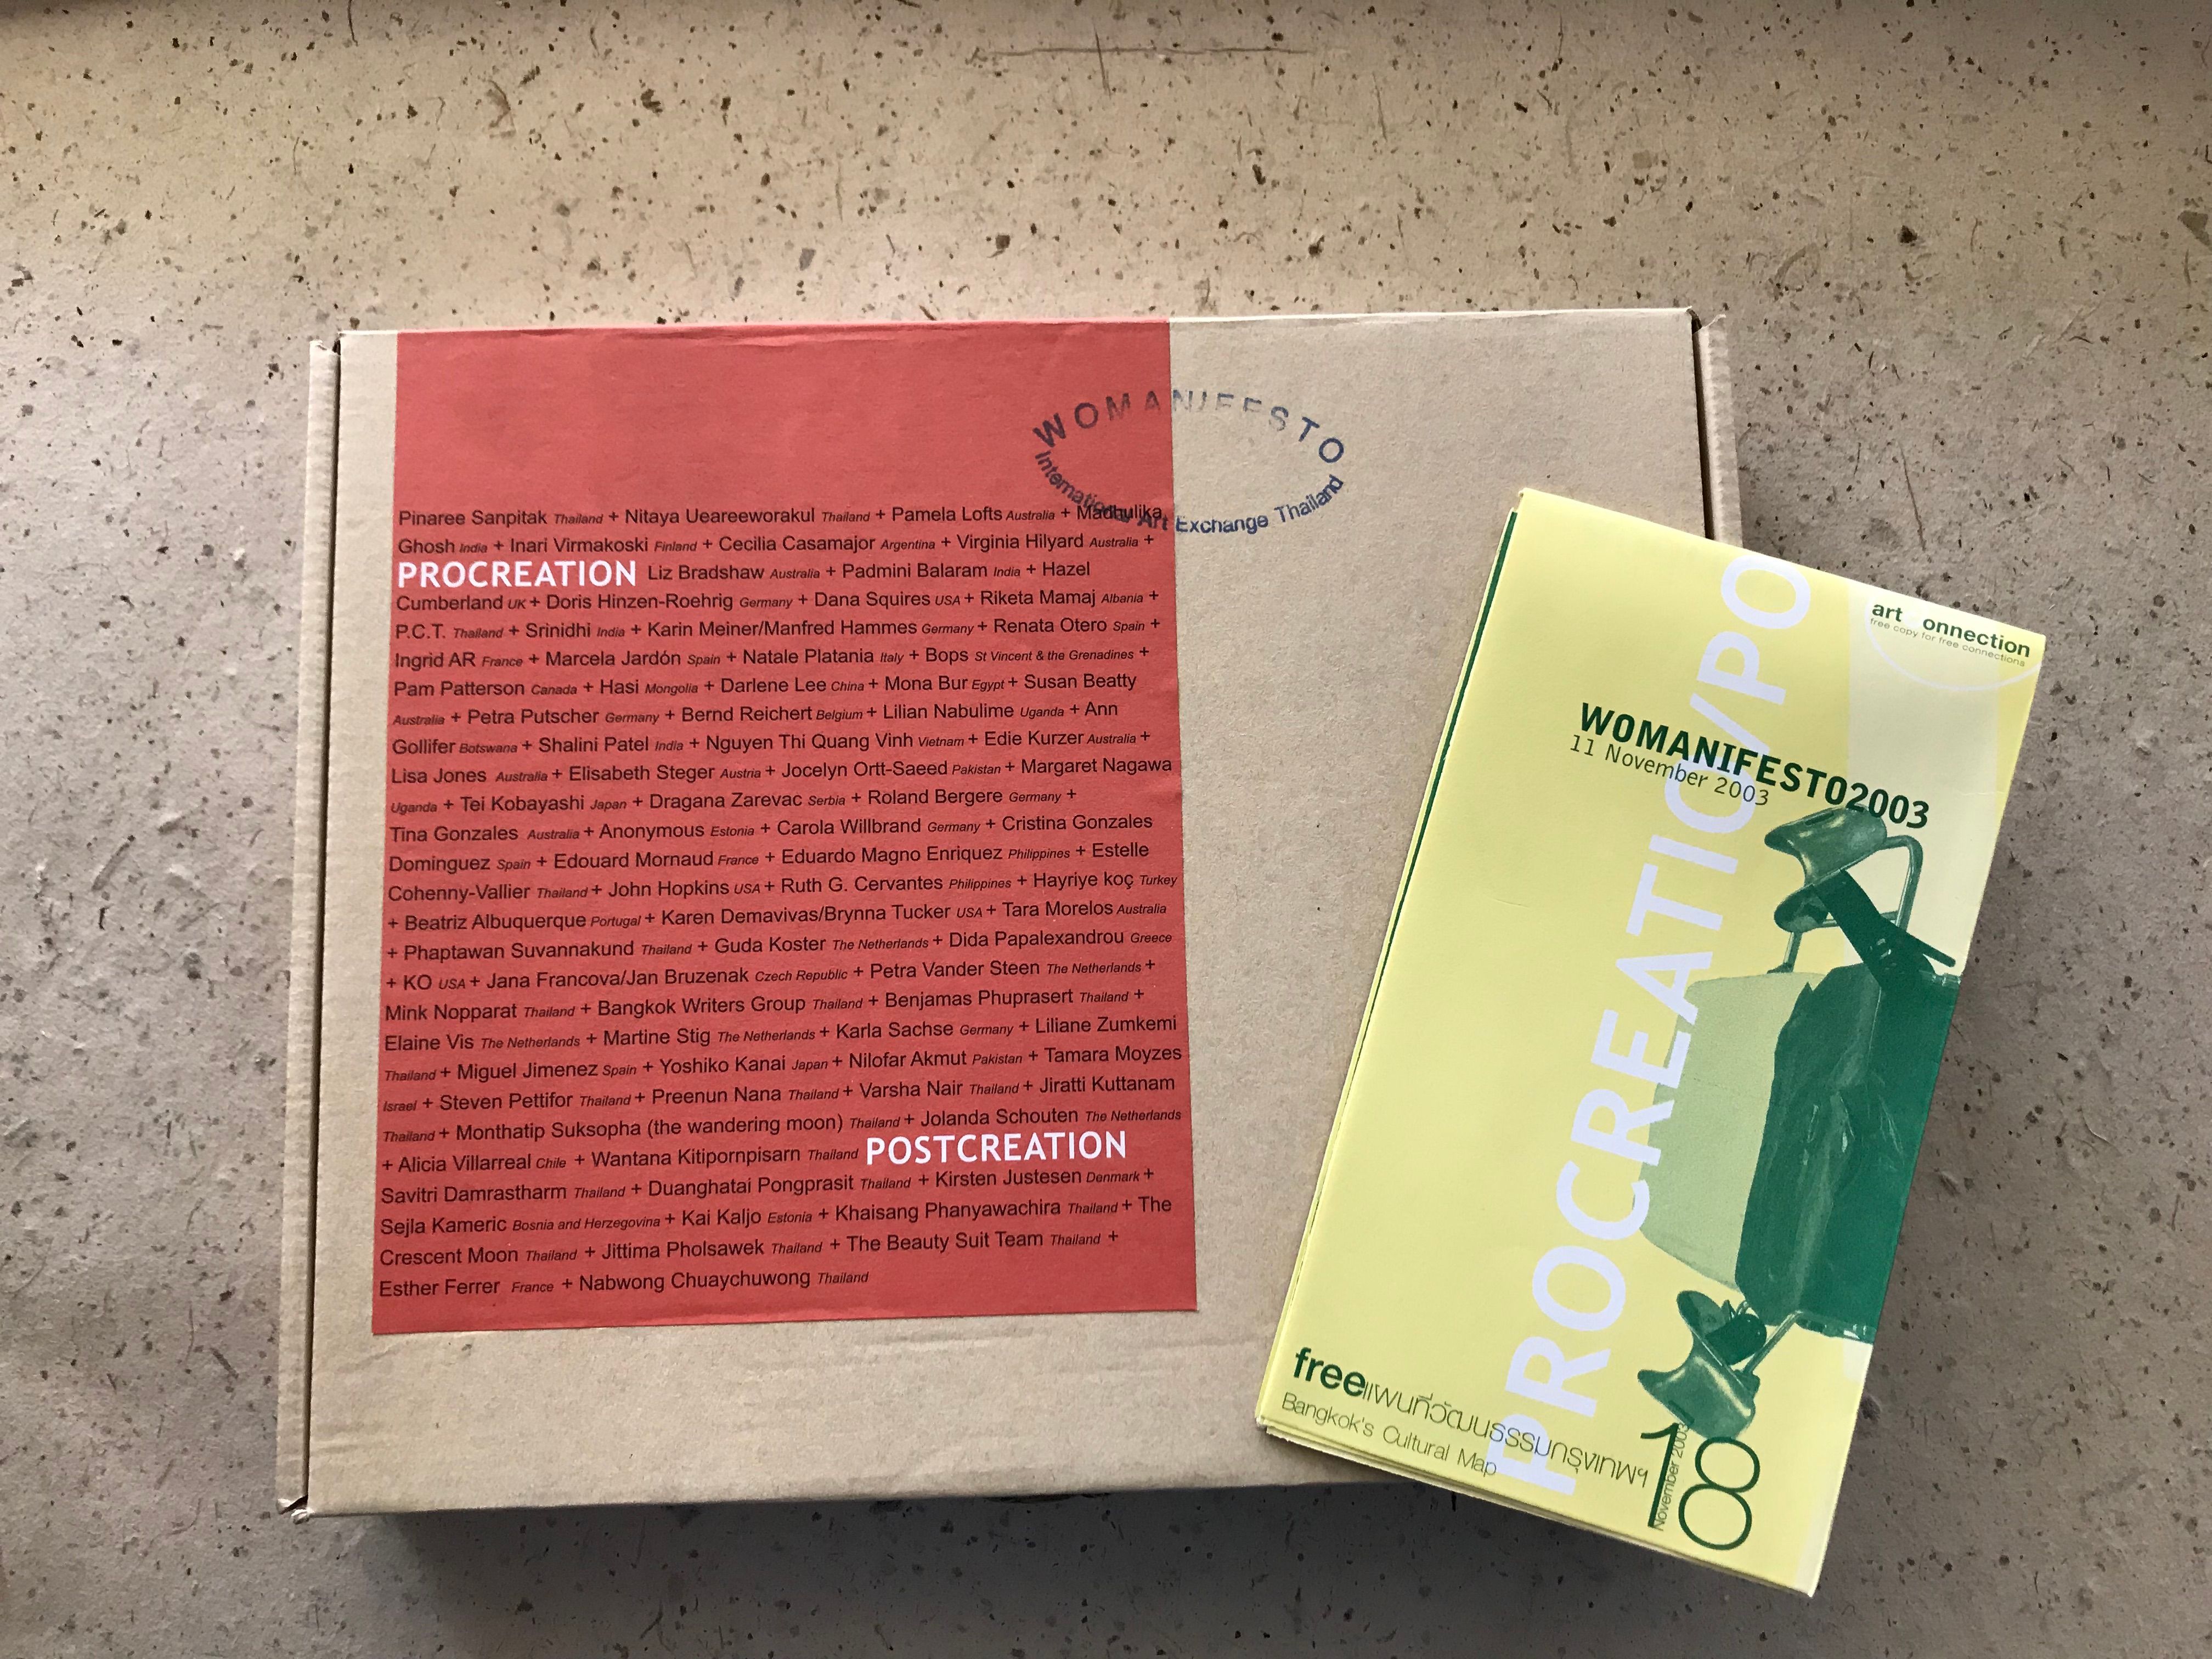 WOMANIFESTO
International Art Exchange Thailand
Pinaree Sanpitak Thailand + Nitaya Ueareeworakul Thailand + Pamela Lofts Australia + Madhulika
Ghosh India + Inari Virmakoski Finland + Cecilia Casamajor Argentina + Virginia Hilyard Australia +
PROCREATION Liz Bradshaw Australia + Padmini Balaram India + Hazel
Cumberland UK + Doris Hinzen-Roehrig Germany + Dana Squires USA + Riketa Mamaj Albania +
P.C.T. Thailand + Srinidhi India + Karin Meiner/Manfred Hammes Germany + Renata Otero Spain +
Ingrid AR France + Marcela Jardón Spain + Natale Platania Italy + Bops St Vincent & the Grenadines +
Pam Patterson Canada + Hasi Mongolia + Darlene Lee China + Mona Bur Egypt + Susan Beatty
Australia + Petra Putscher Germany + Bernd Reichert Belgium + Lilian Nabulime Uganda + Ann
Gollifer Botswana + Shalini Patel India + Nguyen Thi Quang Vinh Vietnam + Edie Kurzer Australia +
Lisa Jones Australia + Elisabeth Steger Austria + Jocelyn Ortt-Saeed Pakistan + Margaret Nagawa
Uganda + Tei Kobayashi Japan + Dragana Zarevac Serbia + Roland Bergere Germany +
Tina Gonzales Australia + Anonymous Estonia + Carola Willbrand Germany + Cristina Gonzales
Dominguez Spain + Edouard Mornaud France + Eduardo Magno Enriquez Philippines + Estelle
Cohenny-Vallier Thailand + John Hopkins USA + Ruth G. Cervantes Philippines + Hayriye koç Turkey
+ Beatriz Albuquerque Portugal + Karen Demavivas/Brynna Tucker USA + Tara Morelos Australia
+ Phaptawan Suvannakund Thailand + Guda Koster The Netherlands + Dida Papalexandrou Greece
+ KO USA + Jana Francova/Jan Bruzenak Czech Republic + Petra Vander Steen The Netherlands +
Mink Nopparat Thailand + Bangkok Writers Group Thailand + Benjamas Phuprasert Thailand +
Elaine Vis The Netherlands + Martine Stig The Netherlands + Karla Sachse Germany + Liliane Zumkemi
Thailand + Miguel Jimenez Spain + Yoshiko Kanai Japan + Nilofar Akmut Pakistan + Tamara Moyzes
Israel + Steven Pettifor Thailand + Preenun Nana Thailand + Varsha Nair Thailand + Jiratti Kuttanam
Thailand + Monthatip Suksopha (the wandering moon) Thailand + Jolanda Schouten The Netherlands
+ Alicia Villarreal Chile + Wantana Kitipornpisarn Thailand POSTCREATION
Savitri Damrastharm Thailand + Duanghatai Pongprasit Thailand + Kirsten Justesen Denmark +
Sejla Kameric Bosnia and Herzegovina + Kai Kaljo Estonia + Khaisang Phanyawachira Thailand + The
Crescent Moon Thailand + Jittima Pholsawek Thailand + The Beauty Suit Team Thailand +
Esther Ferrer France + Nabwong Chuaychuwong Thailand
art onnection
free copy for free connections
WOMANIFESTO2003
11 November 2003
PROCREATIO/PO
freeแผนที่วัฒนธรรมกรุงเทพฯ
Bangkok's Cultural Map
18
November 2003